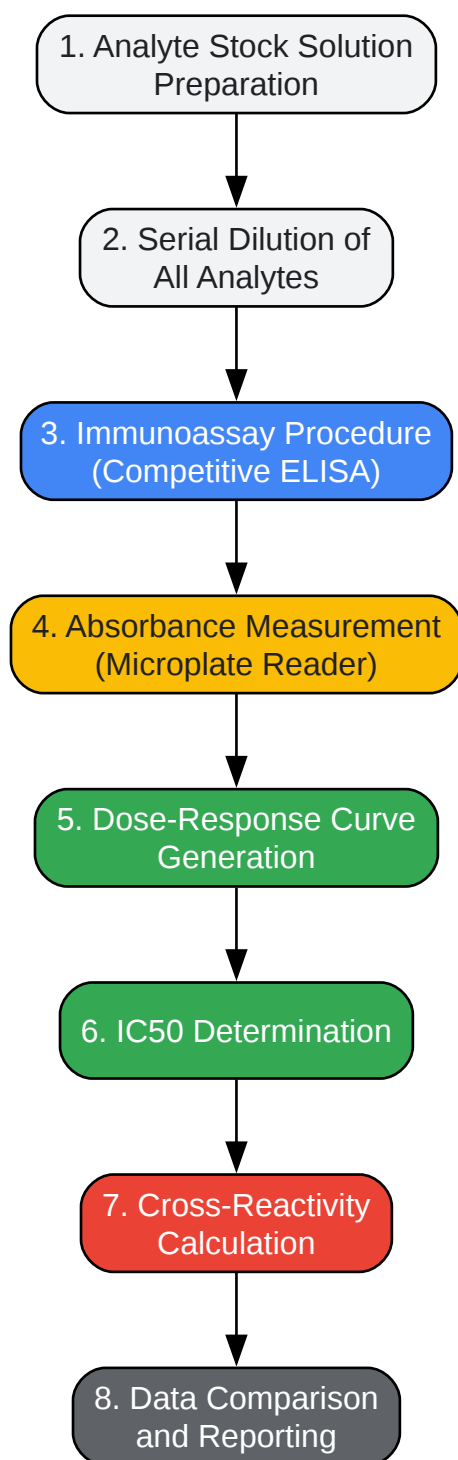 1. Analyte Stock Solution
Preparation
2. Serial Dilution of
All Analytes
3. Immunoassay Procedure
(Competitive ELISA)
4. Absorbance Measurement
(Microplate Reader)
5. Dose-Response Curve
Generation
6. IC50 Determination
7. Cross-Reactivity
Calculation
8. Data Comparison
and Reporting